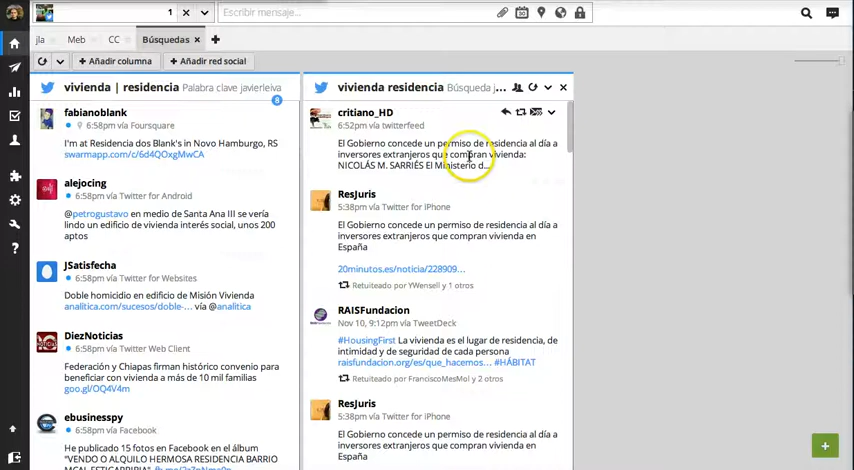 1
Escribir mensaje...
30
jla
Meb
CC
Búsquedas
Añadir columna
Añadir red social
vivienda | residencia Palabra clave javierleiva
8
fabianoblank
6:58pm vía Foursquare
I'm at Residencia dos Blank's in Novo Hamburgo, RS
swarmapp.com/c/6d4QOxgMwCA
alejocing
6:58pm vía Twitter for Android
@petrogustavo en medio de Santa Ana III se vería
lindo un edificio de vivienda interés social, unos 200
aptos
JSatisfecha
6:58pm vía Twitter for Websites
Doble homicidio en edificio de Misión Vivienda
analitica.com/sucesos/doble-... vía @analitica
DiezNoticias
6:58pm vía Twitter Web Client
Federación y Chiapas firman histórico convenio para
beneficiar con vivienda a más de 10 mil familias
goo.gl/OQ4V4m
ebusinesspy
6:58pm vía Facebook
He publicado 15 fotos en Facebook en el álbum
"VENDO O ALQUILO HERMOSA RESIDENCIA BARRIO
vivienda residencia Búsqueda j...
critiano_HD
6:52pm vía twitterfeed
El Gobierno concede un permiso de residencia al día a
inversores extranjeros que compran vivienda:
NICOLÁS M. SARRIÉS El Ministerio d...
ResJuris
5:38pm vía Twitter for iPhone
El Gobierno concede un permiso de residencia al día a
inversores extranjeros que compran vivienda en
España
20minutos.es/noticia/228909...
Retuiteado por YWensell y 1 otros
RAISFundacion
Nov 10, 9:12pm vía TweetDeck
#HousingFirst La vivienda es el lugar de residencia, de
intimidad y de seguridad de cada persona
raisfundacion.org/es/que_hacemos... #HÁBITAT
Retuiteado por FranciscoMesMol y 2 otros
ResJuris
5:38pm vía Twitter for iPhone
El Gobierno concede un permiso de residencia al día a
inversores extranjeros que compran vivienda en
España